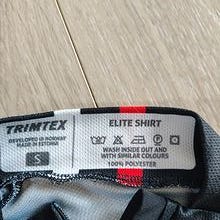 TRIMTEX
DEVELOPED IN NORWAY
MADE IN ESTONIA
S
ELITE SHIRT
WASH INSIDE OUT AND
WITH SIMILAR COLOURS
100% POLYESTER